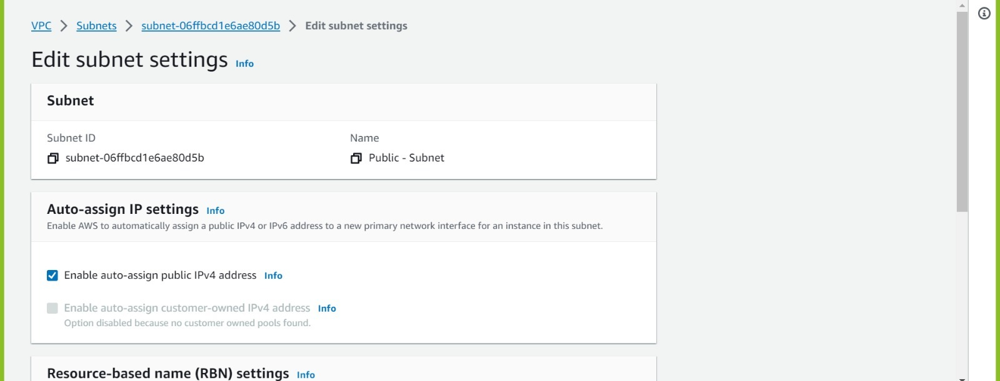 VPC > Subnets > subnet-06ffbcd1e6ae80d5b > Edit subnet settings
Edit subnet settings Info
Subnet
Subnet ID Name
subnet-06ffbcd1e6ae80d5b Public - Subnet
Auto-assign IP settings Info
Enable AWS to automatically assign a public IPv4 or IPv6 address to a new primary network interface for an instance in this subnet.
Enable auto-assign public IPv4 address Info
Enable auto-assign customer-owned IPv4 address Info
Option disabled because no customer owned pools found.
Resource-based name (RBN) settings Info